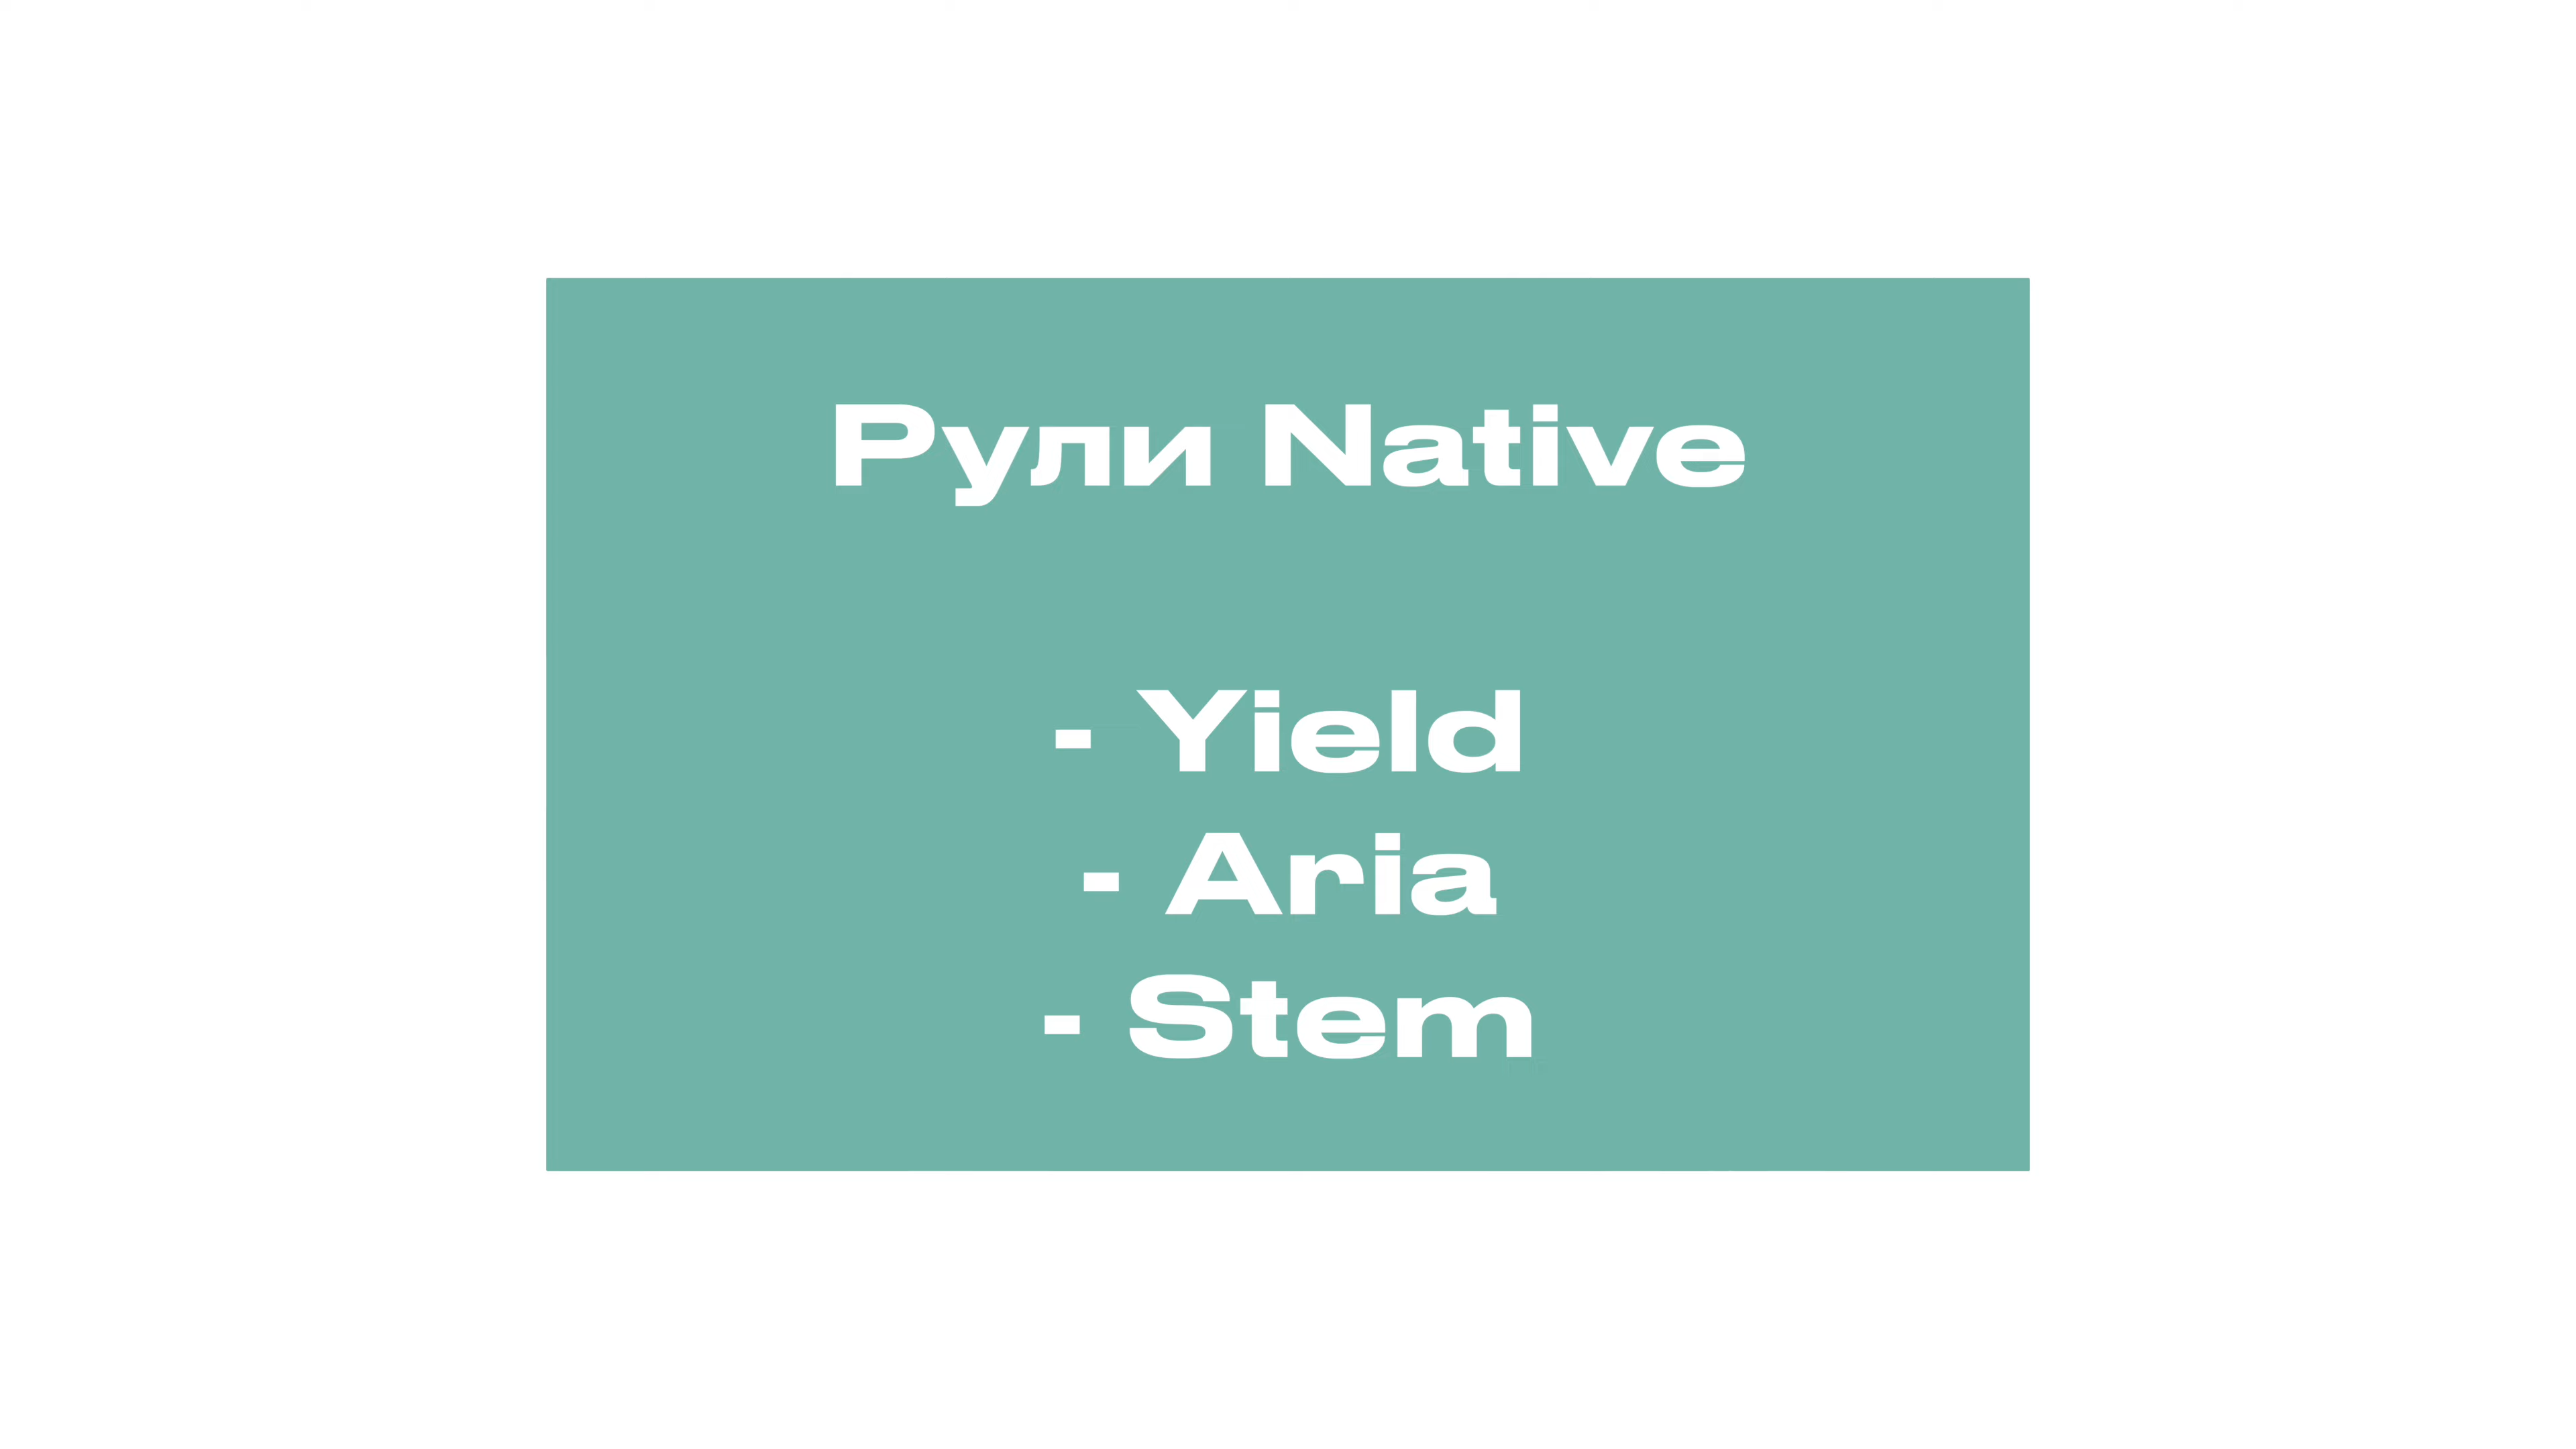 Рули Native
- Yield
- Aria
- Stem